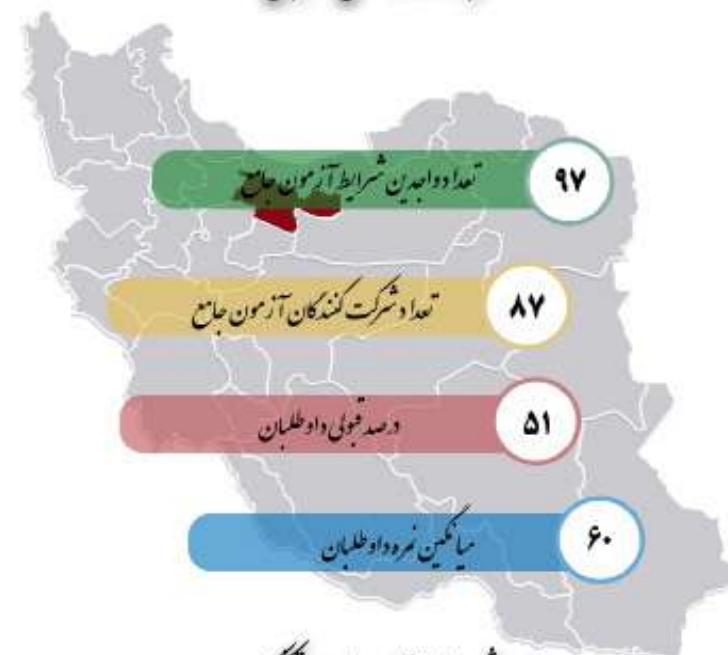 ۹۷ تعداد واجدین شرایط آزمون جامع
۸۷ تعداد شرکت کنندگان آزمون جامع
۵۱ درصد قبولی داوطلبان
۶۰ میانگین نمره داوطلبان